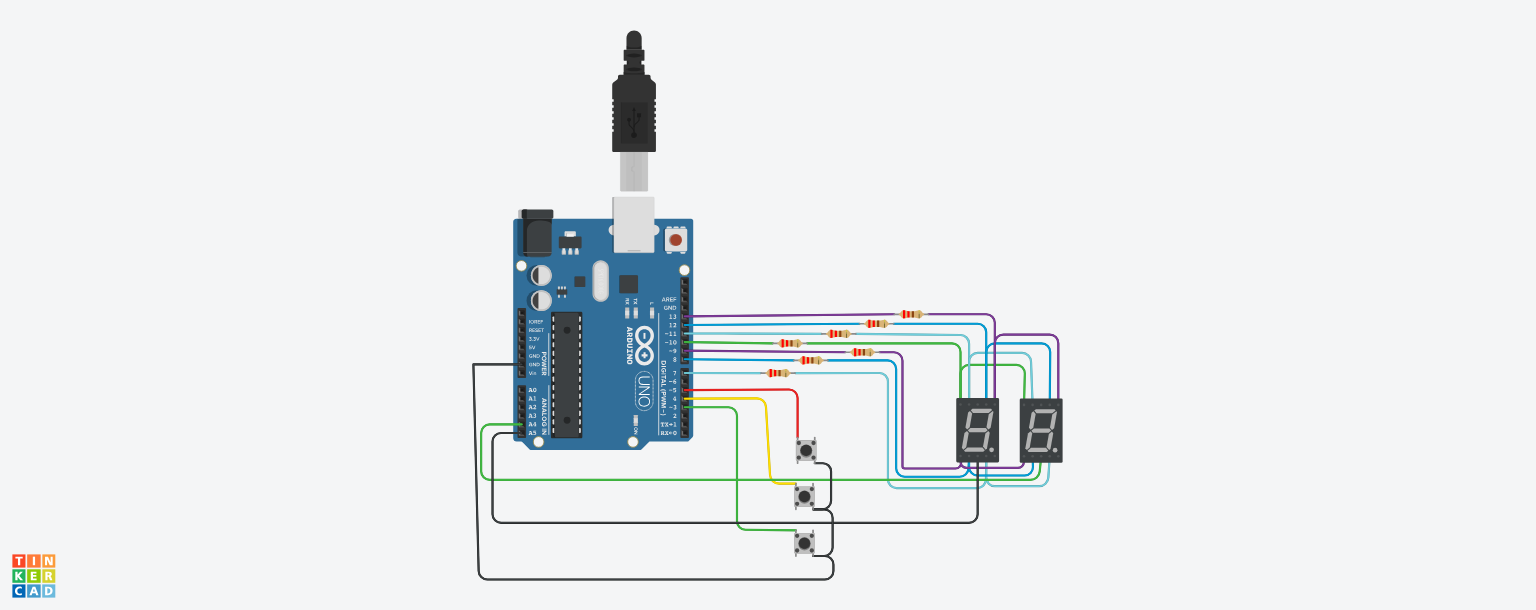 AREF
GND
13
12
~11
~10
~9
8
7
~6
~5
4
~3
2
TX→1
RX←0
DIGITAL (PWM~)
IOREF
RESET
3.3V
5V
GND
GND
Vin
POWER
A0
A1
A2
A3
A4
A5
ANALOG IN
RX
TX
L
ARDUINO
UNO
ON
TIN
KER
CAD